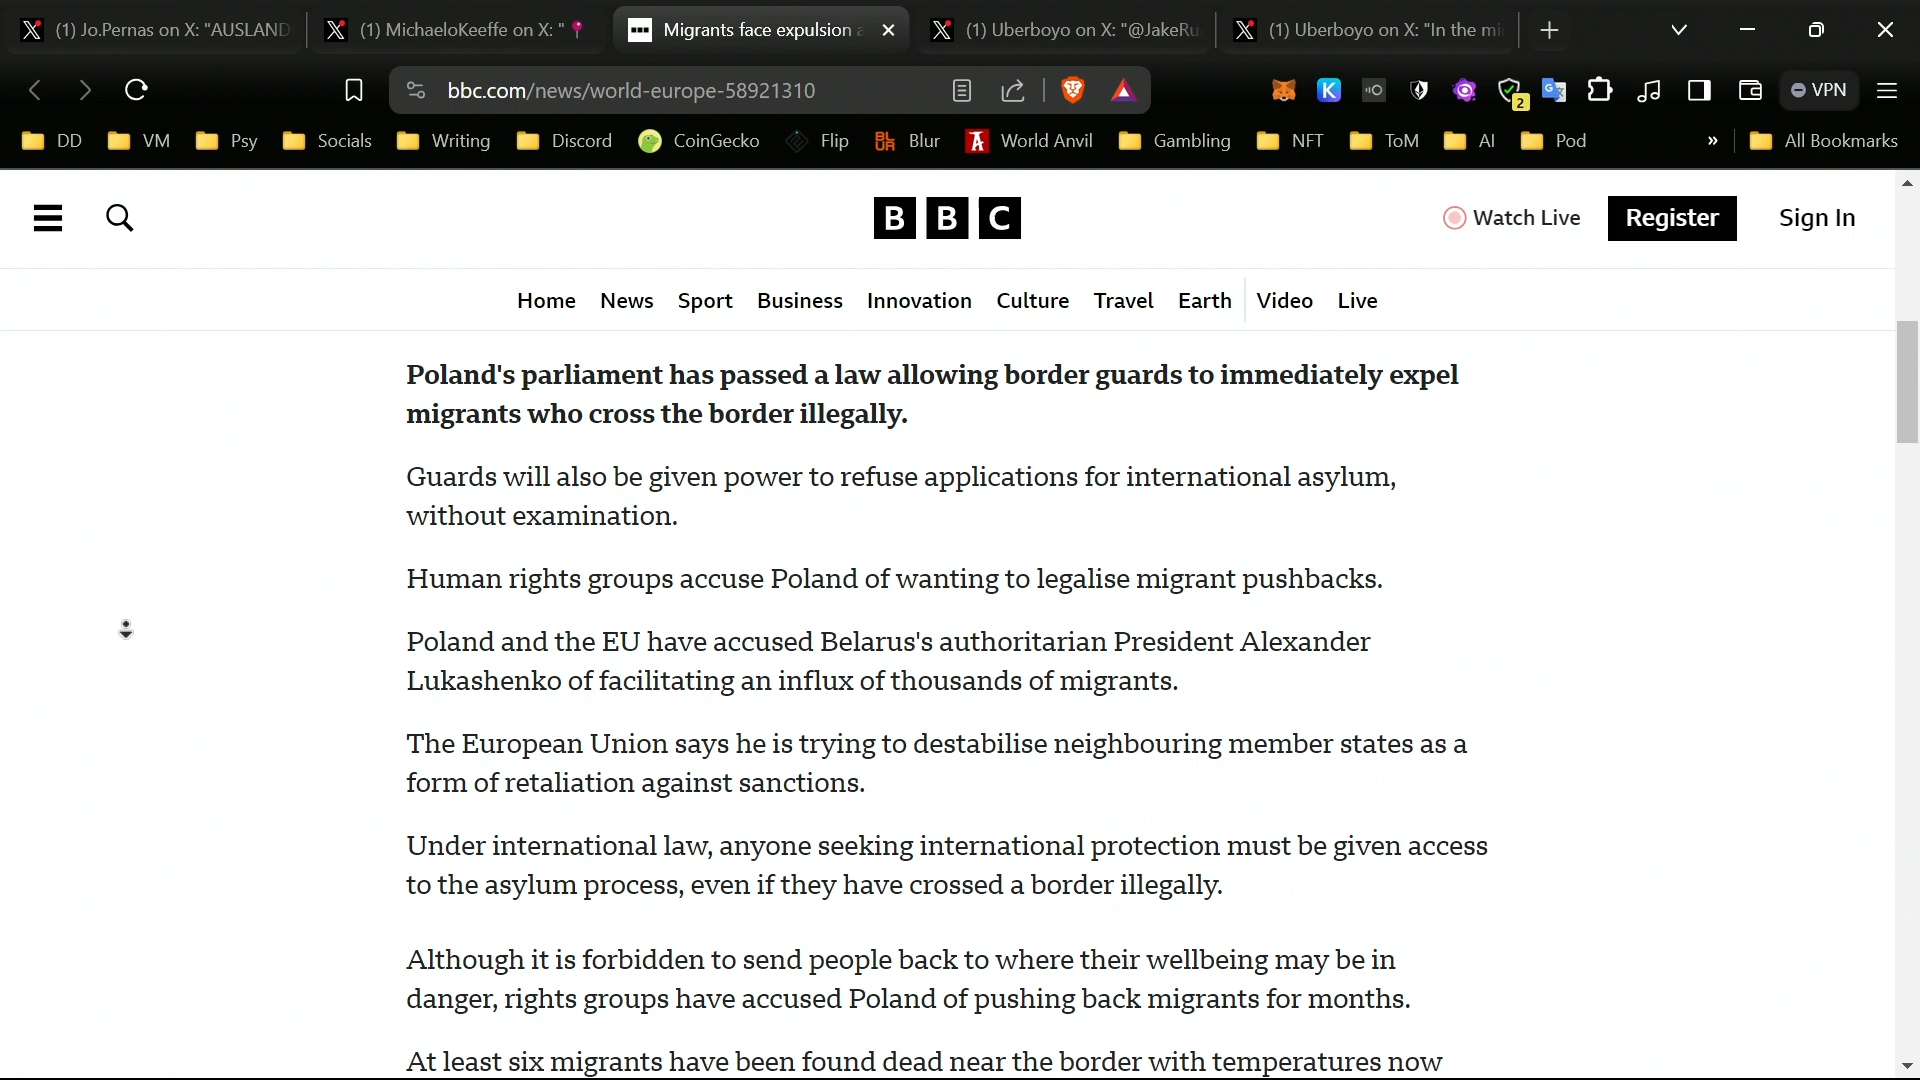 (1) Jo.Pernas on X: "AUSLAND
(1) MichaeloKeeffe on X: "
Migrants face expulsion a
(1) Uberboyo on X: "@JakeRu
(1) Uberboyo on X: "In the mi
bbc.com/news/world-europe-58921310
K
2
VPN
DD
VM
Psy
Socials
Writing
Discord
CoinGecko
Flip
Blur
World Anvil
Gambling
NFT
ToM
AI
Pod
»
All Bookmarks
BBC
Watch Live
Register
Sign In
Home
News
Sport
Business
Innovation
Culture
Travel
Earth
Video
Live
Poland's parliament has passed a law allowing border guards to immediately expel
migrants who cross the border illegally.
Guards will also be given power to refuse applications for international asylum,
without examination.
Human rights groups accuse Poland of wanting to legalise migrant pushbacks.
Poland and the EU have accused Belarus's authoritarian President Alexander
Lukashenko of facilitating an influx of thousands of migrants.
The European Union says he is trying to destabilise neighbouring member states as a
form of retaliation against sanctions.
Under international law, anyone seeking international protection must be given access
to the asylum process, even if they have crossed a border illegally.
Although it is forbidden to send people back to where their wellbeing may be in
danger, rights groups have accused Poland of pushing back migrants for months.
At least six migrants have been found dead near the border with temperatures now